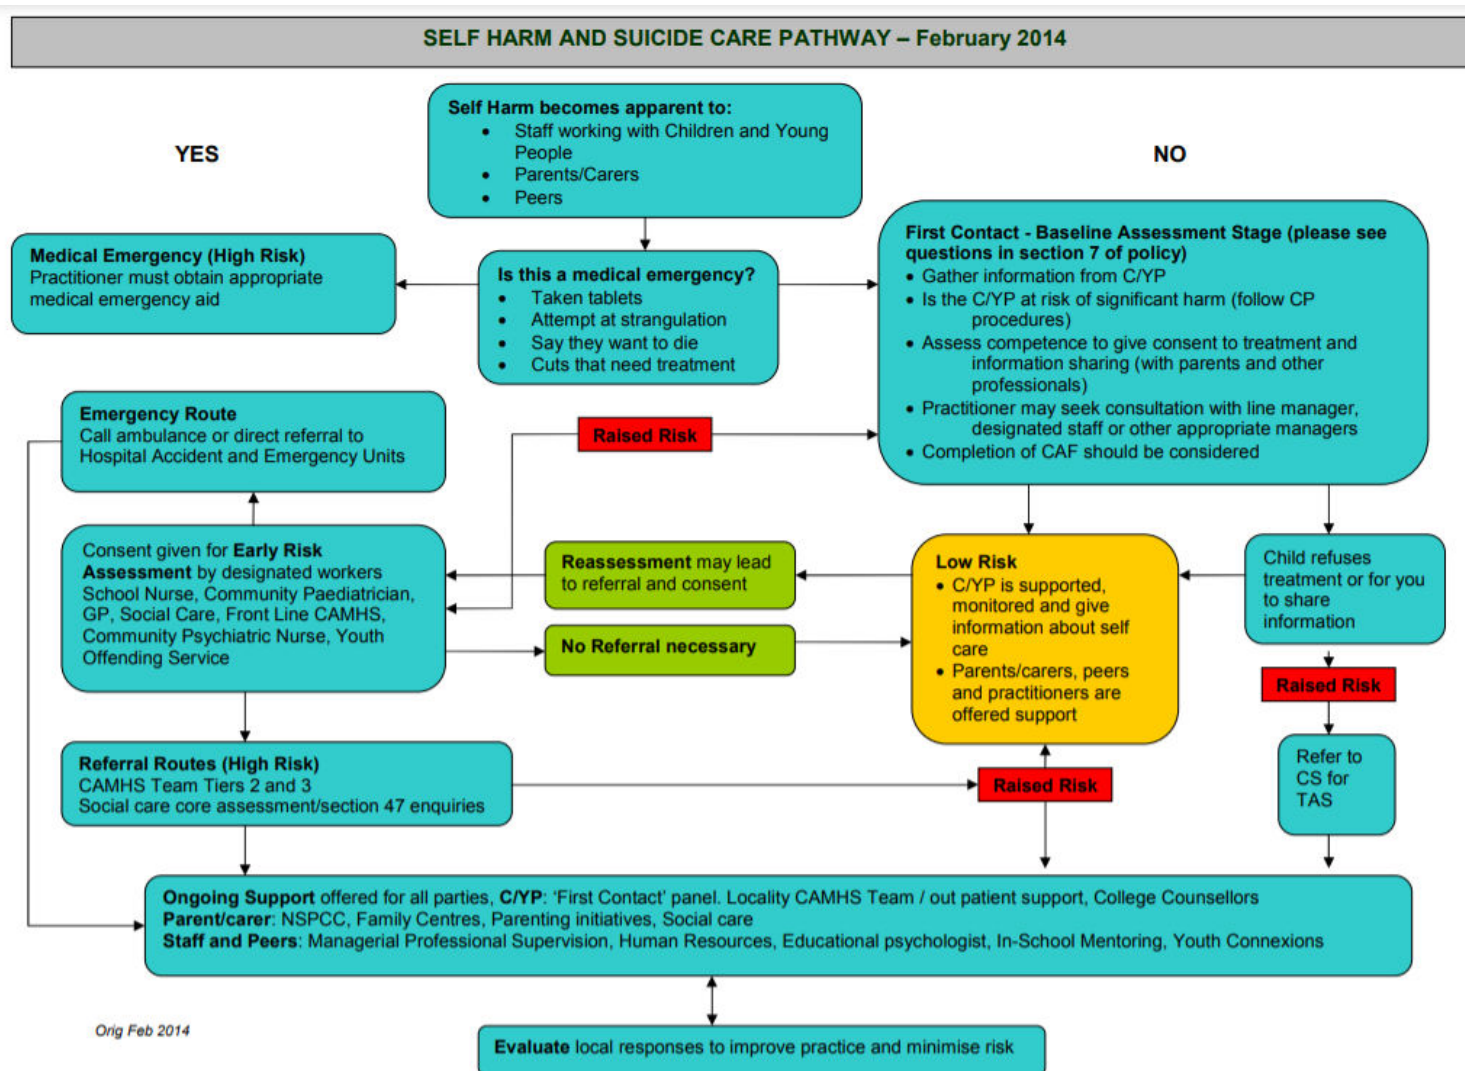 SELF HARM AND SUICIDE CARE PATHWAY – February 2014
Self Harm becomes apparent to:
• Staff working with Children and Young
People
• Parents/Carers
• Peers
YES
NO
Medical Emergency (High Risk)
Practitioner must obtain appropriate
medical emergency aid
Is this a medical emergency?
• Taken tablets
• Attempt at strangulation
• Say they want to die
• Cuts that need treatment
First Contact - Baseline Assessment Stage (please see
questions in section 7 of policy)
• Gather information from C/YP
• Is the C/YP at risk of significant harm (follow CP
procedures)
• Assess competence to give consent to treatment and
information sharing (with parents and other
professionals)
• Practitioner may seek consultation with line manager,
designated staff or other appropriate managers
• Completion of CAF should be considered
Emergency Route
Call ambulance or direct referral to
Hospital Accident and Emergency Units
Raised Risk
Consent given for Early Risk
Assessment by designated workers
School Nurse, Community Paediatrician,
GP, Social Care, Front Line CAMHS,
Community Psychiatric Nurse, Youth
Offending Service
Reassessment may lead
to referral and consent
No Referral necessary
Low Risk
• C/YP is supported,
monitored and give
information about self
care
• Parents/carers, peers
and practitioners are
offered support
Child refuses
treatment or for you
to share
information
Raised Risk
Refer to
CS for
TAS
Referral Routes (High Risk)
CAMHS Team Tiers 2 and 3
Social care core assessment/section 47 enquiries
Raised Risk
Ongoing Support offered for all parties, C/YP: ‘First Contact’ panel. Locality CAMHS Team / out patient support, College Counsellors
Parent/carer: NSPCC, Family Centres, Parenting initiatives, Social care
Staff and Peers: Managerial Professional Supervision, Human Resources, Educational psychologist, In-School Mentoring, Youth Connexions
Orig Feb 2014
Evaluate local responses to improve practice and minimise risk